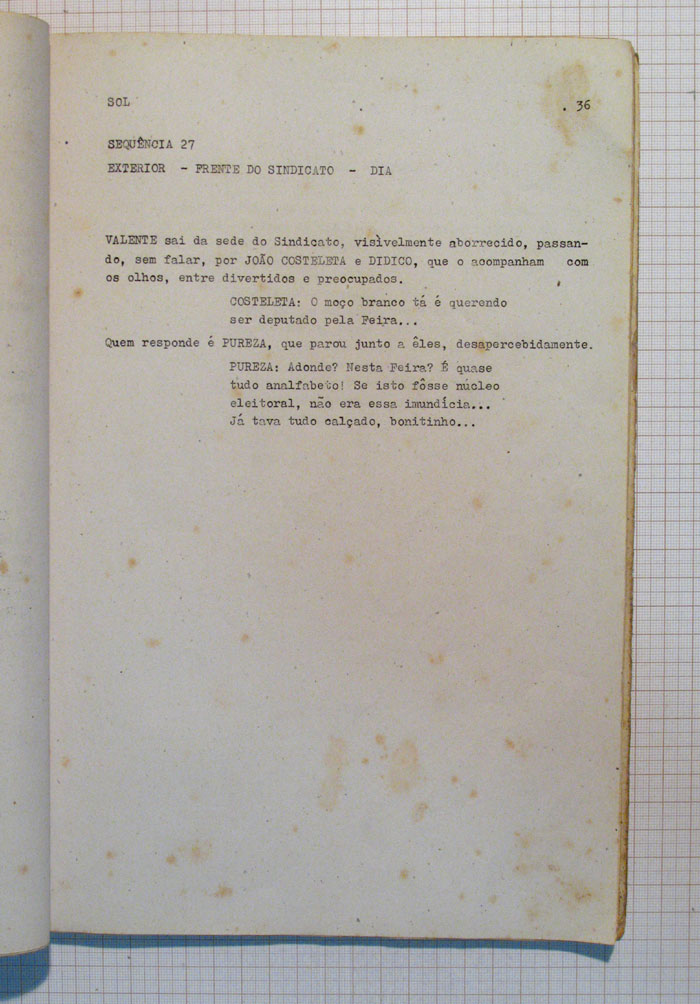 SOL
. 36
SEQUÊNCIA 27
EXTERIOR - FRENTE DO SINDICATO - DIA
VALENTE sai da sede do Sindicato, visìvelmente aborrecido, passan-
do, sem falar, por JOÃO COSTELETA e DIDICO, que o acompanham com
os olhos, entre divertidos e preocupados.
COSTELETA: O moço branco tá é querendo
ser deputado pela Feira...
Quem responde é PUREZA, que parou junto a êles, desapercebidamente.
PUREZA: Adonde? Nesta Feira? É quase
tudo analfabeto! Se isto fôsse núcleo
eleitoral, não era essa imundícia...
Já tava tudo calçado, bonitinho...